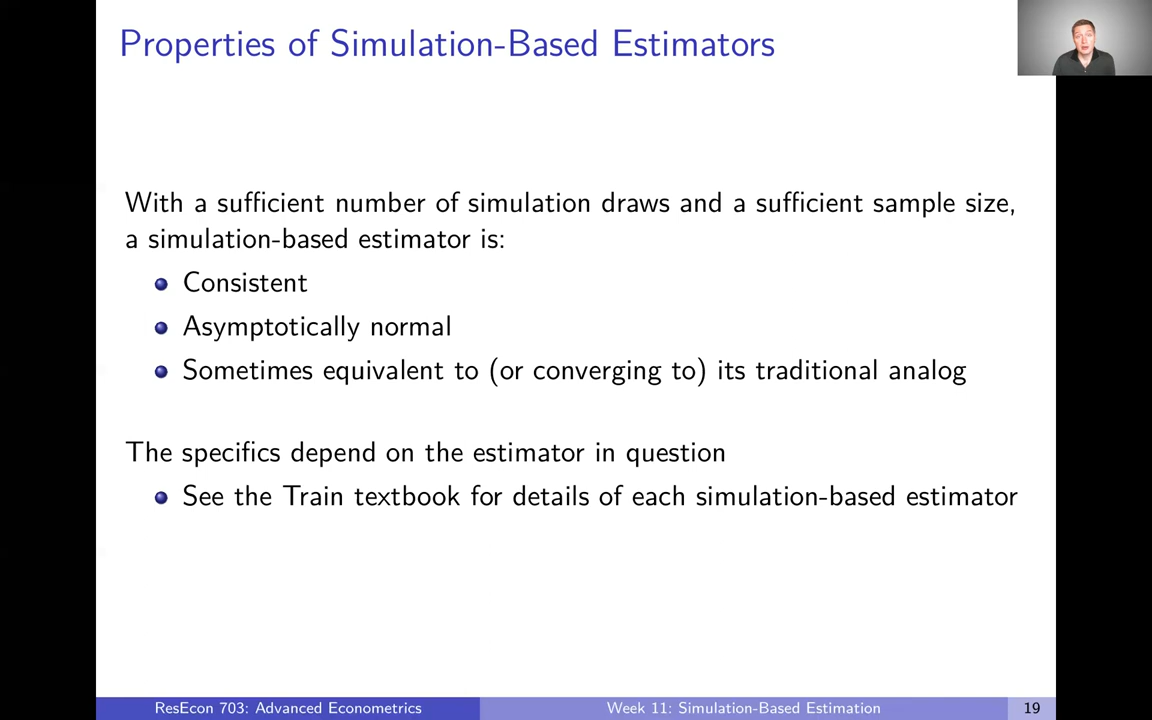 Properties of Simulation-Based Estimators
With a sufficient number of simulation draws and a sufficient sample size,
a simulation-based estimator is:
Consistent
Asymptotically normal
Sometimes equivalent to (or converging to) its traditional analog
The specifics depend on the estimator in question
See the Train textbook for details of each simulation-based estimator
ResEcon 703: Advanced Econometrics
Week 11: Simulation-Based Estimation
19